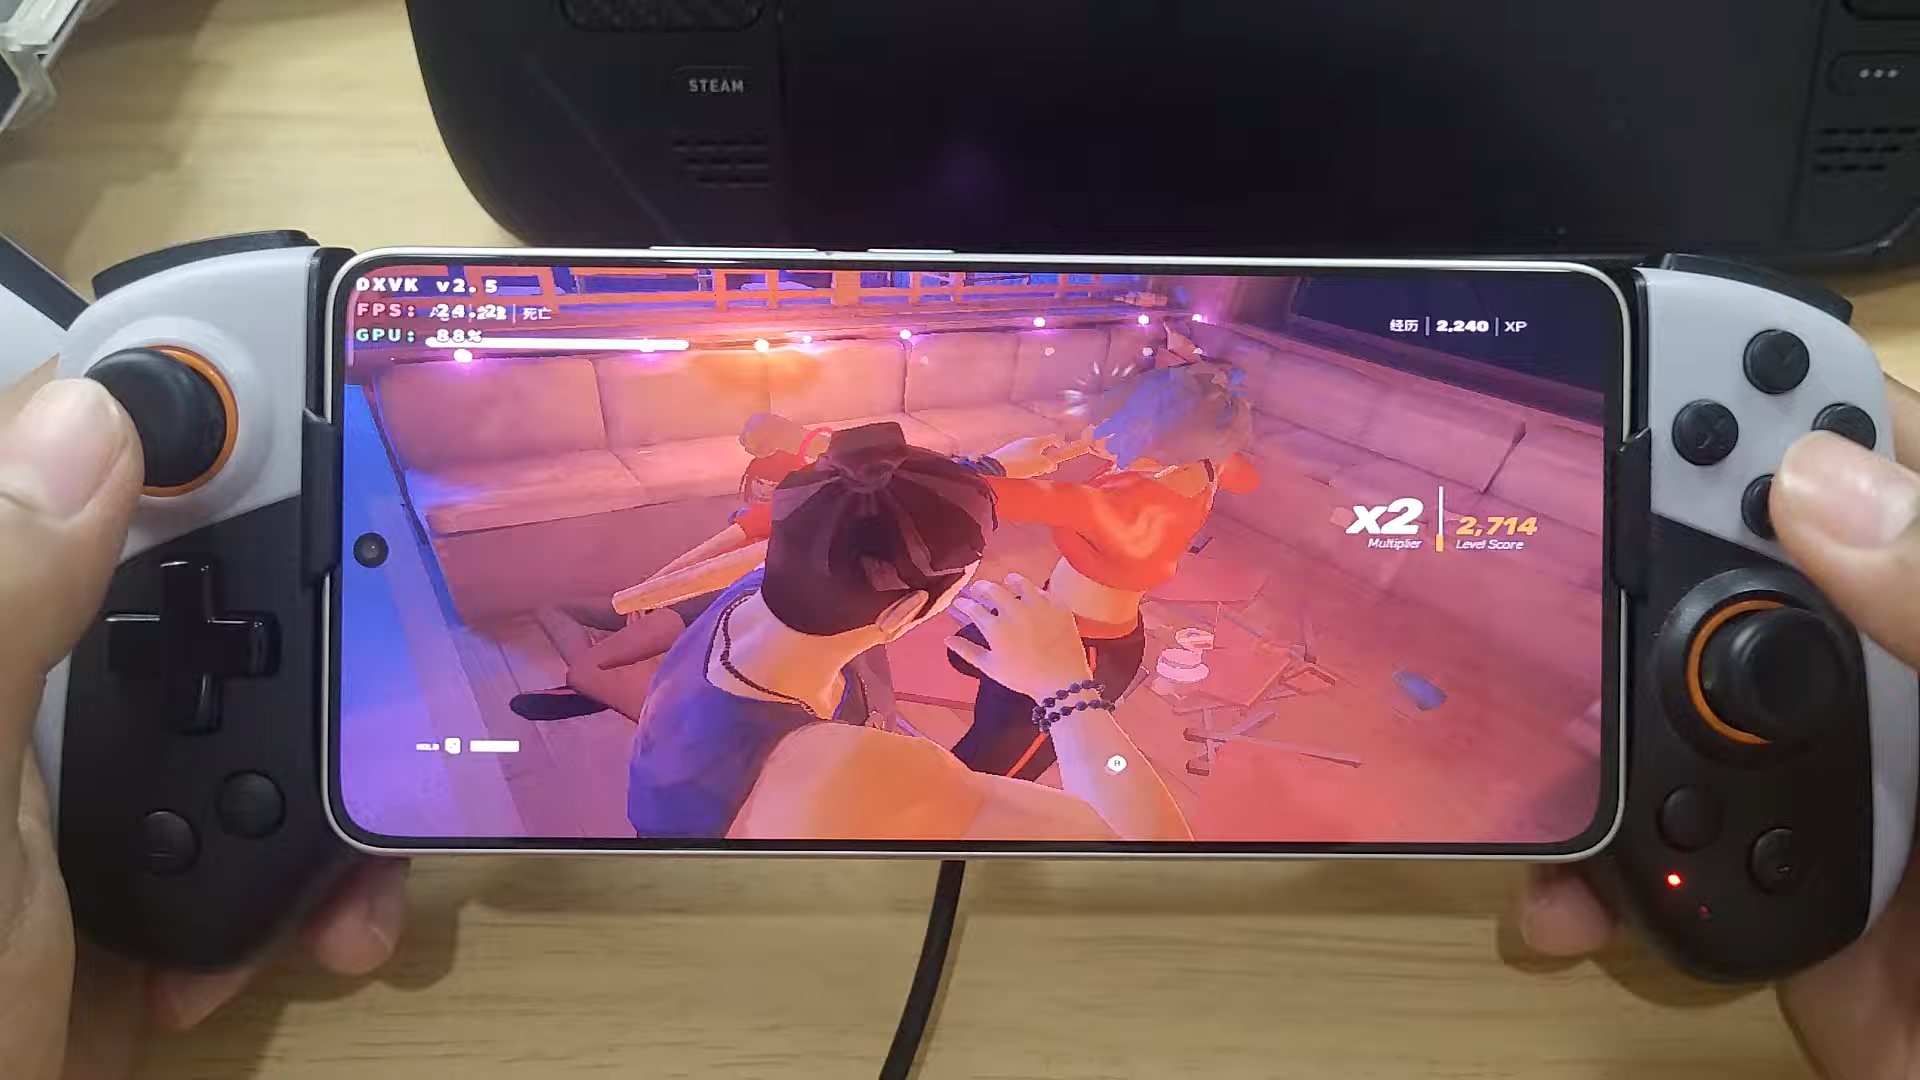 STEAM
DXVK v2.5
FPS: 24.2
死亡
GPU: 88%
经历 | 2,240 | XP
x2
Multiplier
2,714
Level Score
HOLD